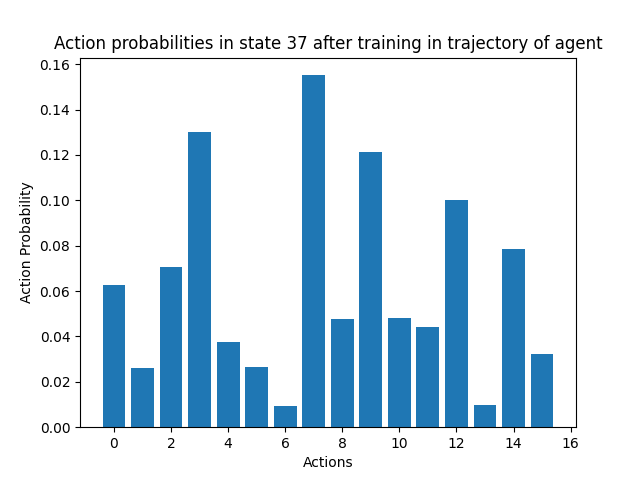 Action probabilities in state 37 after training in trajectory of agent
0.16
0.14
0.12
0.10
0.08
0.06
0.04
0.02
0.00
Action Probability
0 2 4 6 8 10 12 14 16
Actions